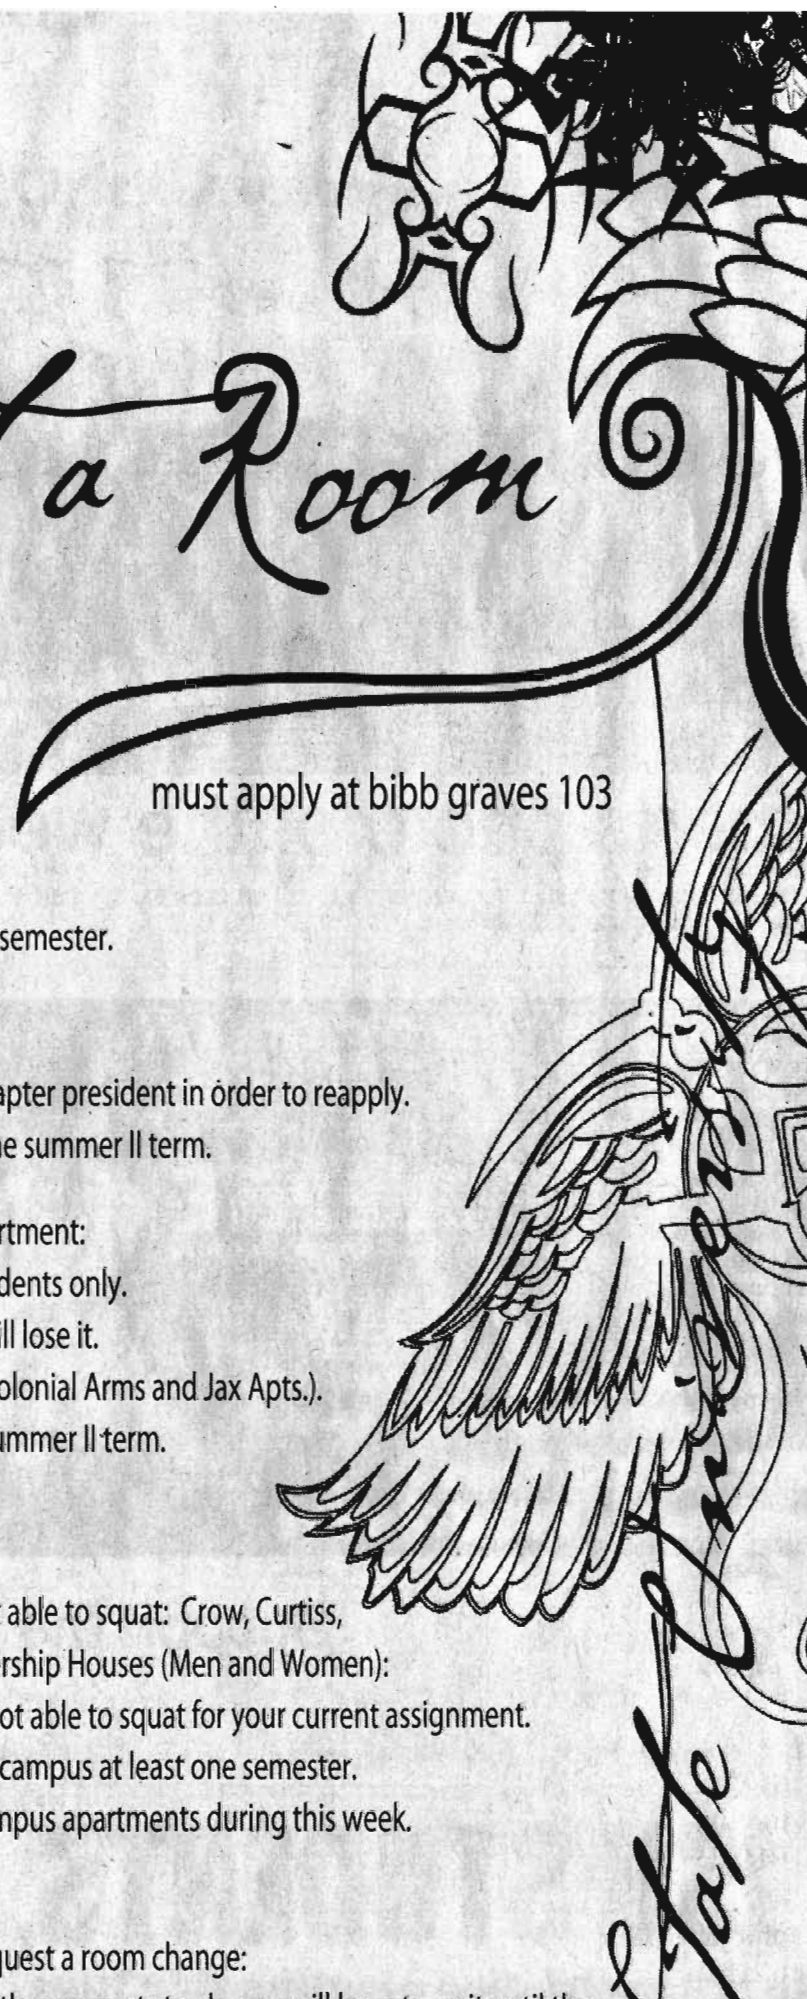 a Room
must apply at bibb graves 103
semester.
apter president in order to reapply.
summer II term.
rtment:
dents only.
ill lose it.
olonial Arms and Jax Apts.).
ummer II term.
able to squat: Crow, Curtiss,
ership Houses (Men and Women):
ot able to squat for your current assignment.
campus at least one semester.
mpus apartments during this week.
quest a room change:
State University